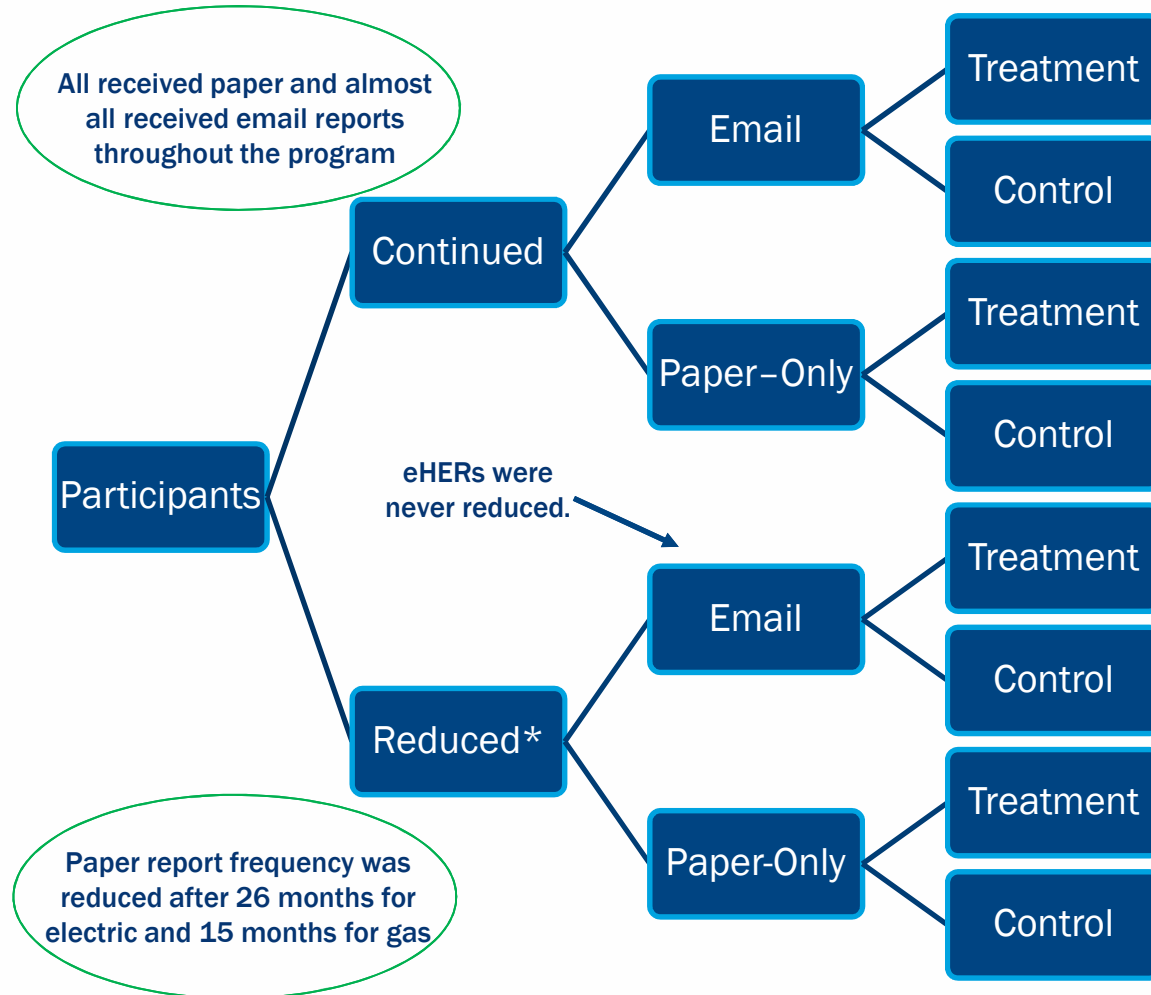 All received paper and almost
all received email reports
throughout the program
Participants
Continued
Email
Treatment
Control
Paper–Only
Treatment
Control
eHERs were
never reduced.
Reduced*
Email
Treatment
Control
Paper-Only
Treatment
Control
Paper report frequency was
reduced after 26 months for
electric and 15 months for gas